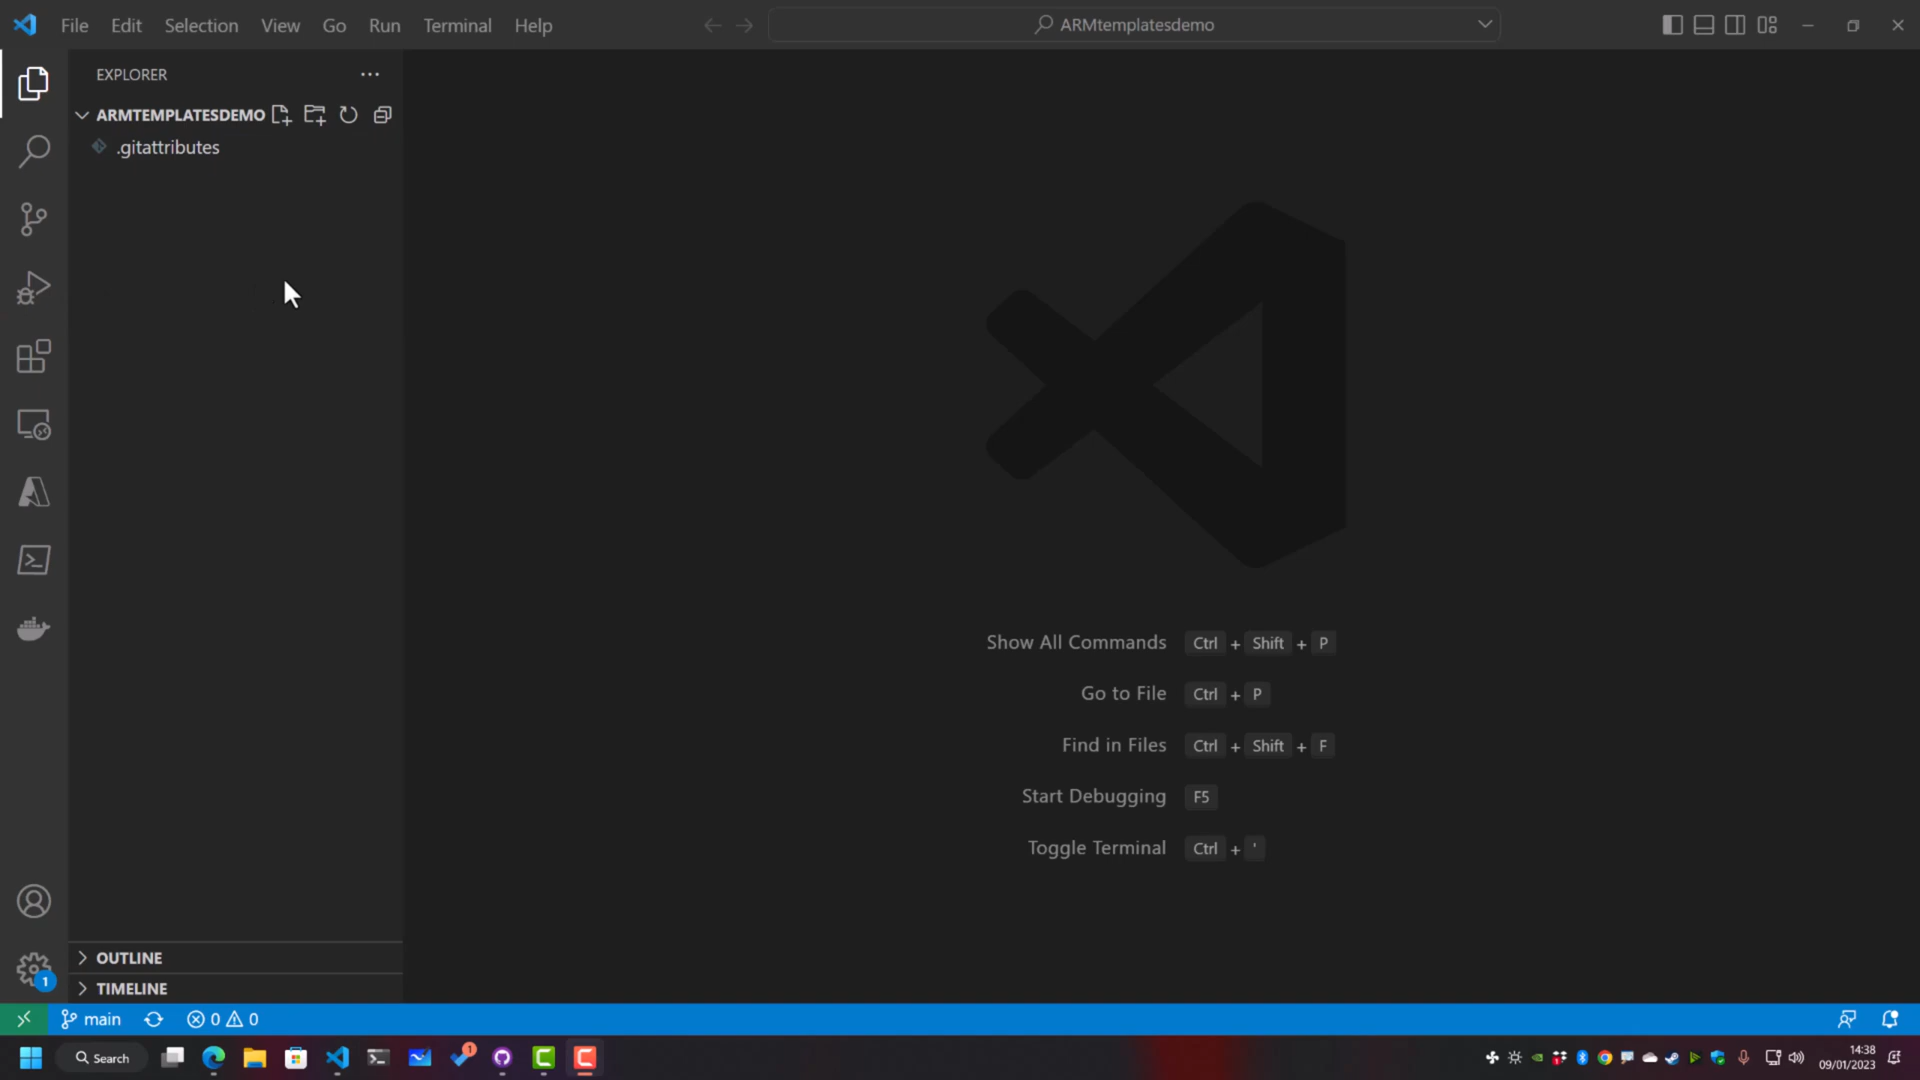 File Edit Selection View Go Run Terminal Help
ARMtemplatesdemo
EXPLORER
ARMTEMPLATESDEMO
.gitattributes
Show All Commands Ctrl + Shift + P
Go to File Ctrl + P
Find in Files Ctrl + Shift + F
Start Debugging F5
Toggle Terminal Ctrl + '
OUTLINE
TIMELINE
1
main 0 0
Search
1
14:38
09/01/2023